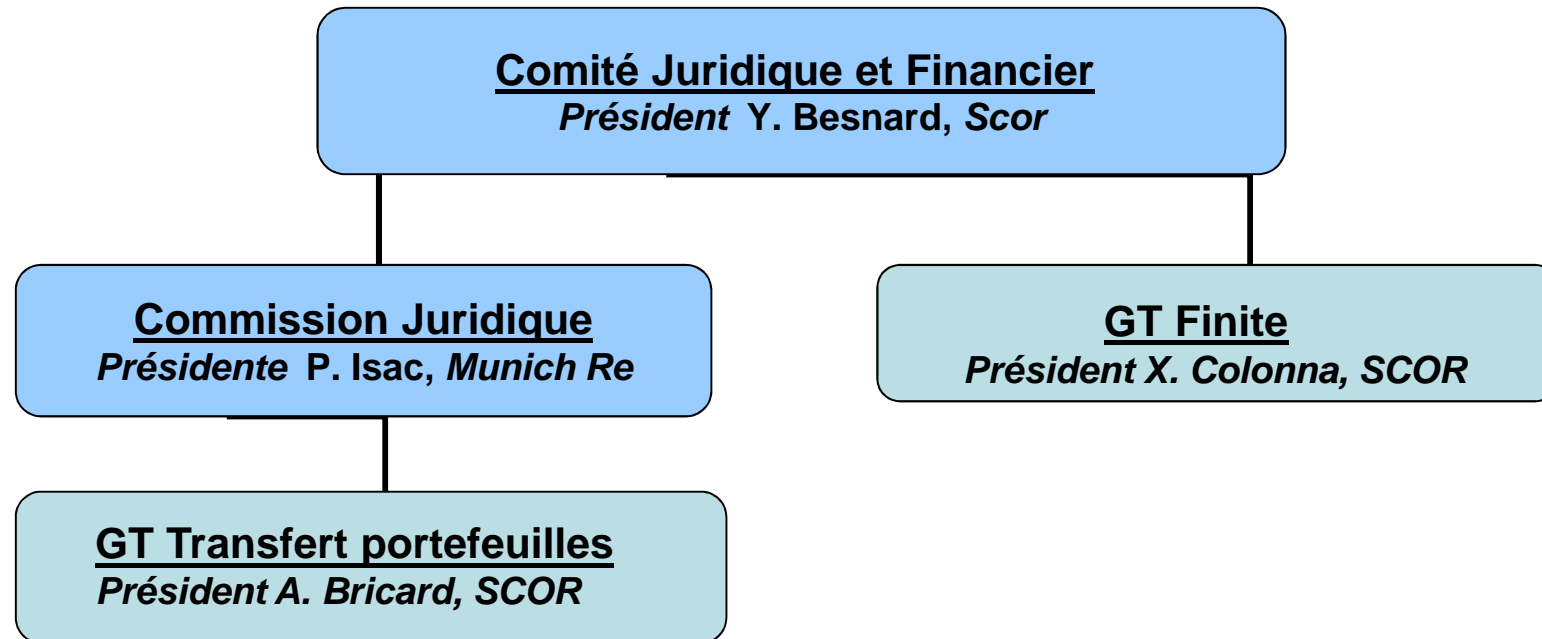 Comité Juridique et Financier
Président Y. Besnard, Scor
Commission Juridique
Présidente P. Isac, Munich Re
GT Finite
Président X. Colonna, SCOR
GT Transfert portefeuilles
Président A. Bricard, SCOR